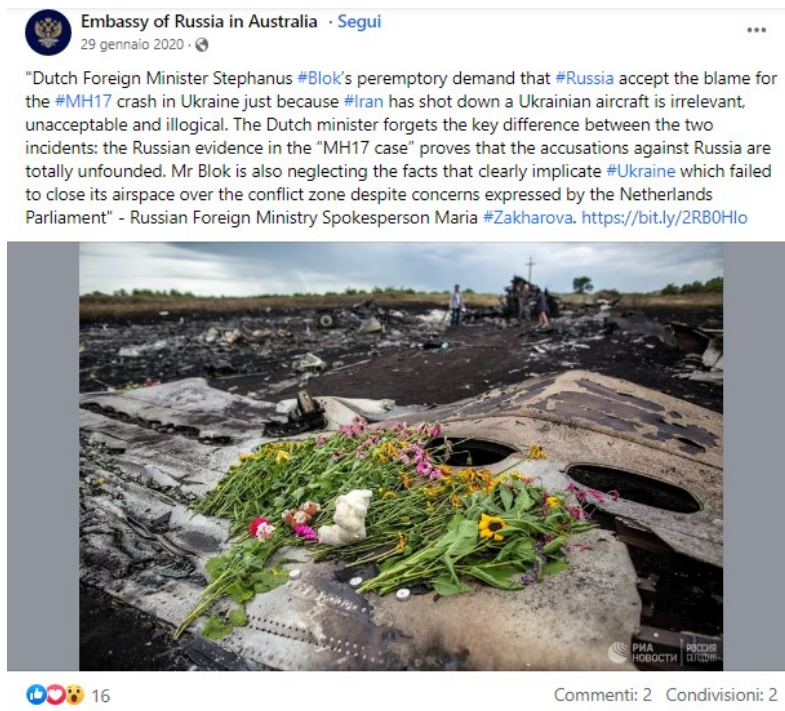 Embassy of Russia in Australia · Segui
29 gennaio 2020 ·
"Dutch Foreign Minister Stephanus #Blok's peremptory demand that #Russia accept the blame for
the #MH17 crash in Ukraine just because #Iran has shot down a Ukrainian aircraft is irrelevant,
unacceptable and illogical. The Dutch minister forgets the key difference between the two
incidents: the Russian evidence in the “MH17 case” proves that the accusations against Russia are
totally unfounded. Mr Blok is also neglecting the facts that clearly implicate #Ukraine which failed
to close its airspace over the conflict zone despite concerns expressed by the Netherlands
Parliament" - Russian Foreign Ministry Spokesperson Maria #Zakharova. https://bit.ly/2RB0Hlo
РИА РОССИЯ
НОВОСТИ СЕГОДНЯ
16
Commenti: 2 Condivisioni: 2